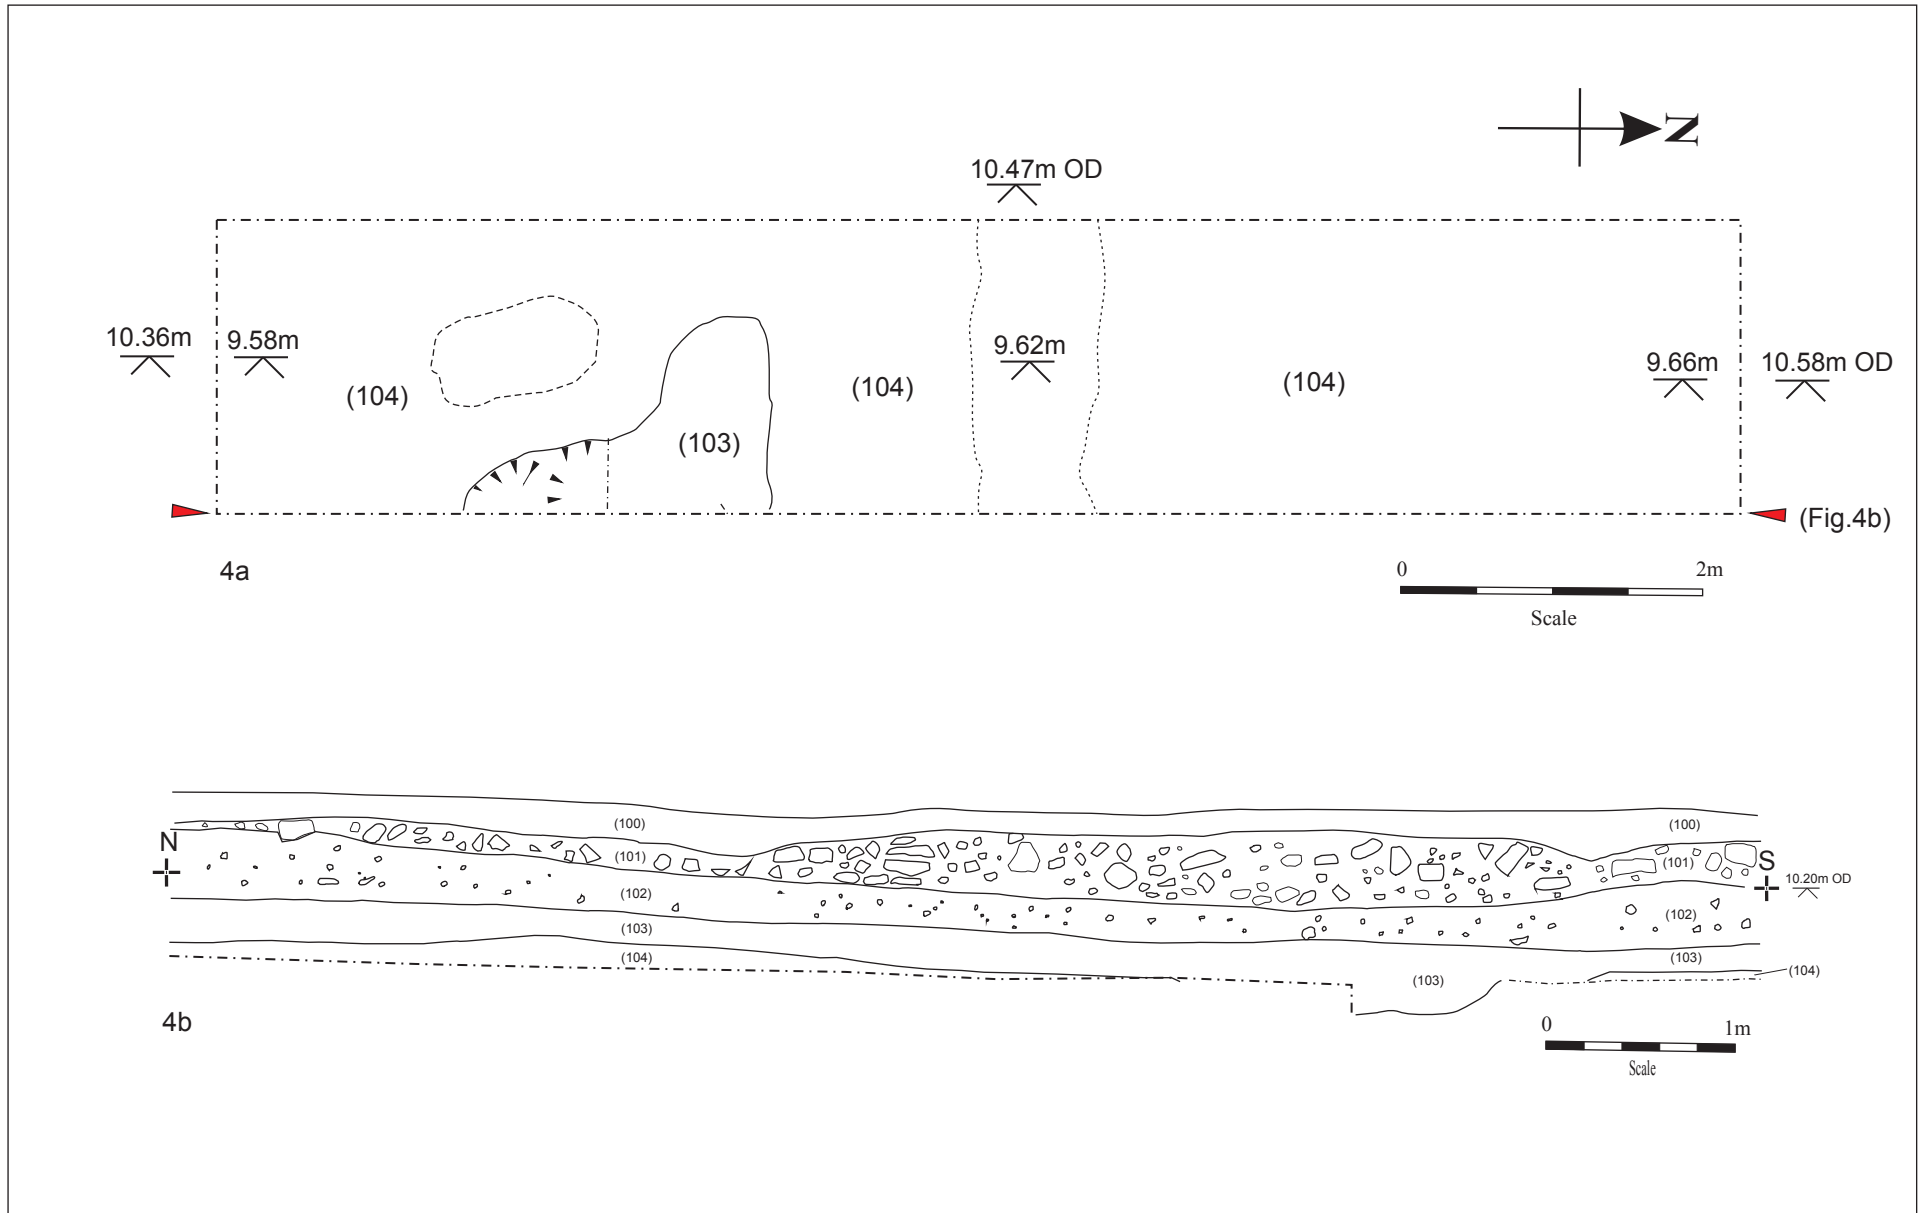 N
10.47m OD
10.36m
9.58m
9.62m
9.66m
10.58m OD
(104)
(104)
(104)
(103)
(Fig.4b)
4a
0 2m
Scale
N
(100)
(100)
(101)
(101)
S
10.20m OD
(102)
(102)
(103)
(103)
(104)
(103)
(104)
4b
0 1m
Scale